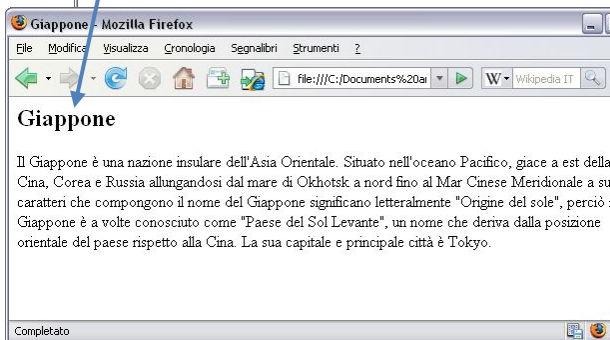 Giappone - Mozilla Firefox
File Modifica Visualizza Cronologia Segnalibri Strumenti ?
file:///C:/Documents%20ar W Wikipedia IT
Giappone
Il Giappone è una nazione insulare dell'Asia Orientale. Situato nell'oceano Pacifico, giace a est della
Cina, Corea e Russia allungandosi dal mare di Okhotsk a nord fino al Mar Cinese Meridionale a su
caratteri che compongono il nome del Giappone significano letteralmente "Origine del sole", perciò
Giappone è a volte conosciuto come "Paese del Sol Levante", un nome che deriva dalla posizione
orientale del paese rispetto alla Cina. La sua capitale e principale città è Tokyo.
Completato